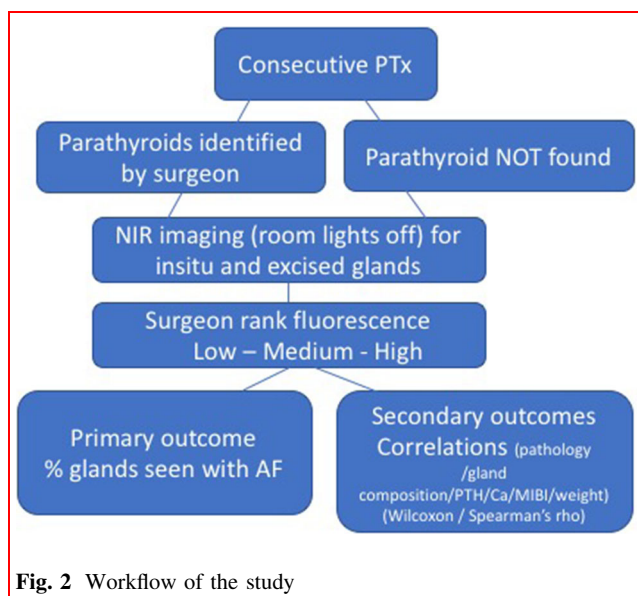 Consecutive PTx
Parathyroids identified
by surgeon
Parathyroid NOT found
NIR imaging (room lights off) for
insitu and excised glands
Surgeon rank fluorescence
Low – Medium - High
Primary outcome
% glands seen with AF
Secondary outcomes
Correlations (pathology
/gland
composition/PTH/Ca/MIBI/weight)
(Wilcoxon / Spearman's rho)
Fig. 2 Workflow of the study